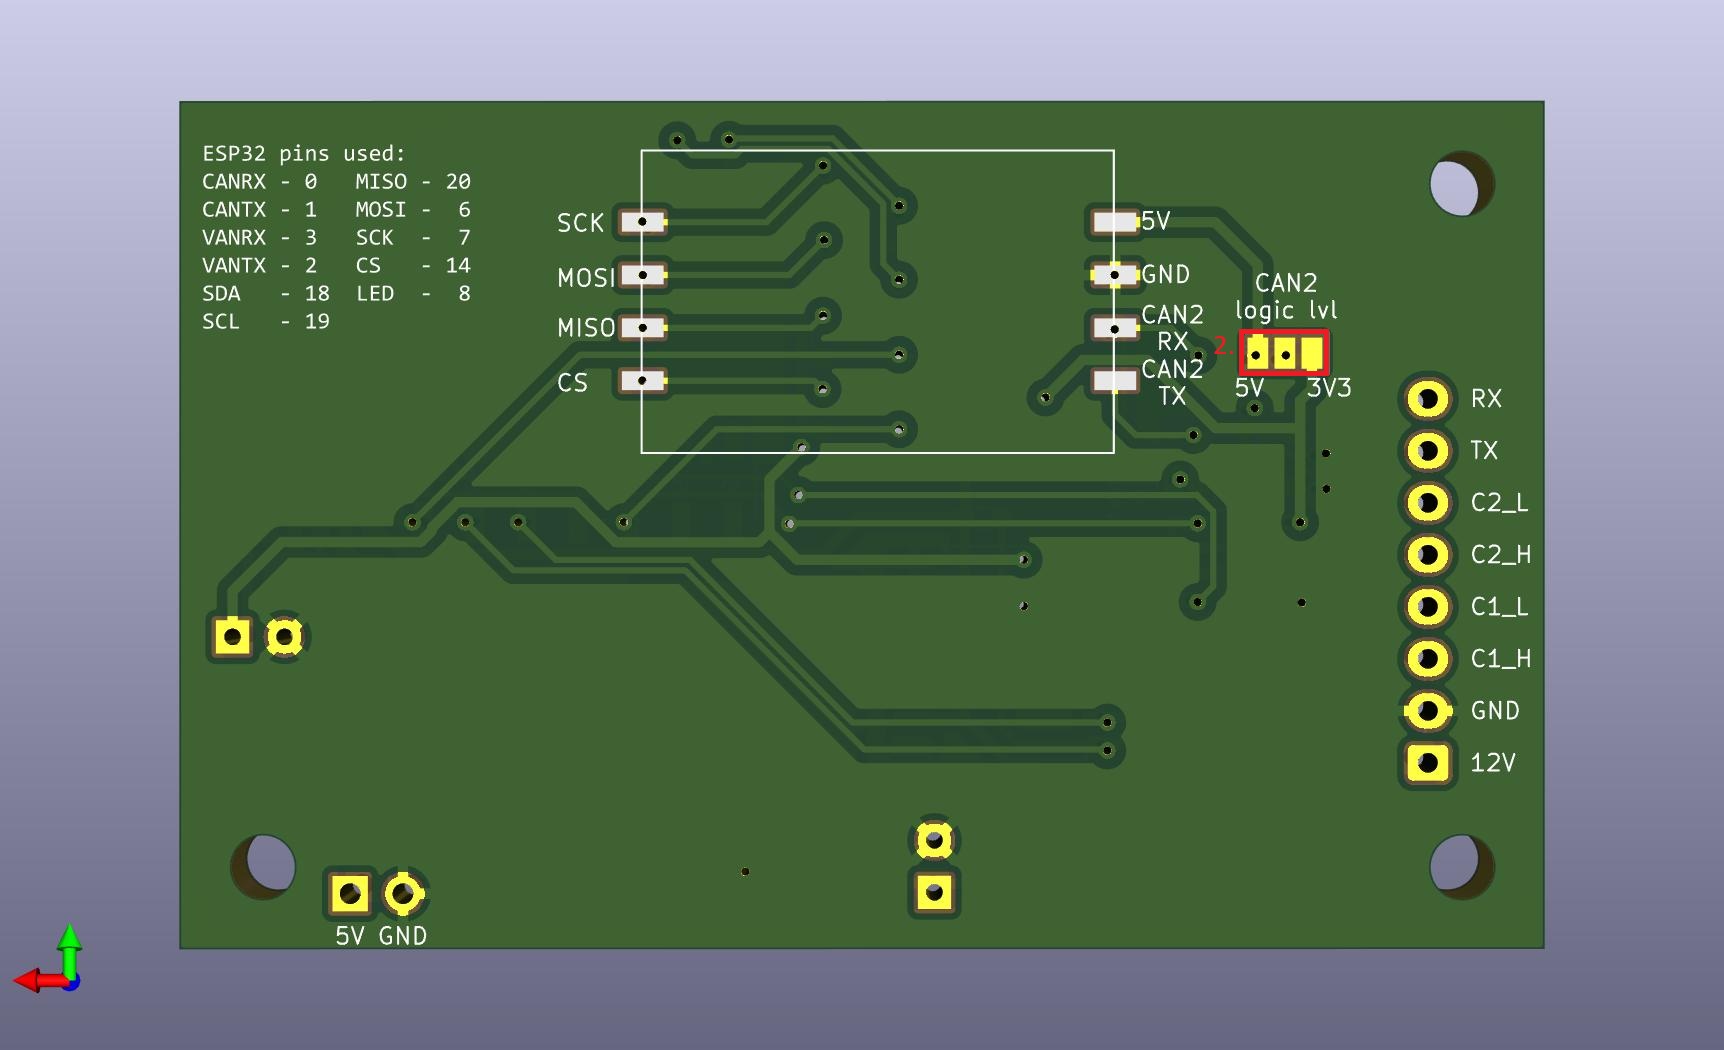 ESP32 pins used:
CANRX - 0 MISO - 20
CANTX - 1 MOSI - 6
VANRX - 3 SCK - 7
VANTX - 2 CS - 14
SDA - 18 LED - 8
SCL - 19
SCK
MOSI
MISO
CS
5V
GND
CAN2
RX
CAN2
TX
CAN2
logic lvl
2.
5V 3V3
RX
TX
C2_L
C2_H
C1_L
C1_H
GND
12V
5V GND